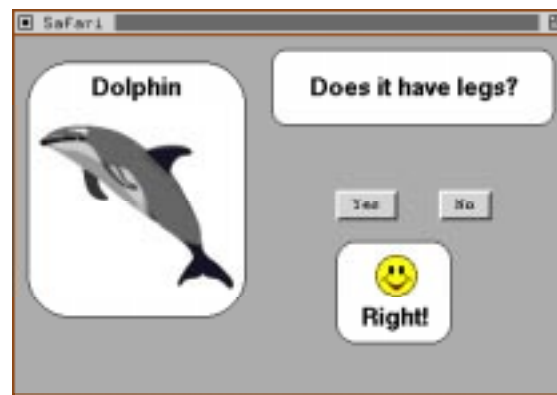 SaFari
Dolphin
Does it have legs?
Yes
No
Right!